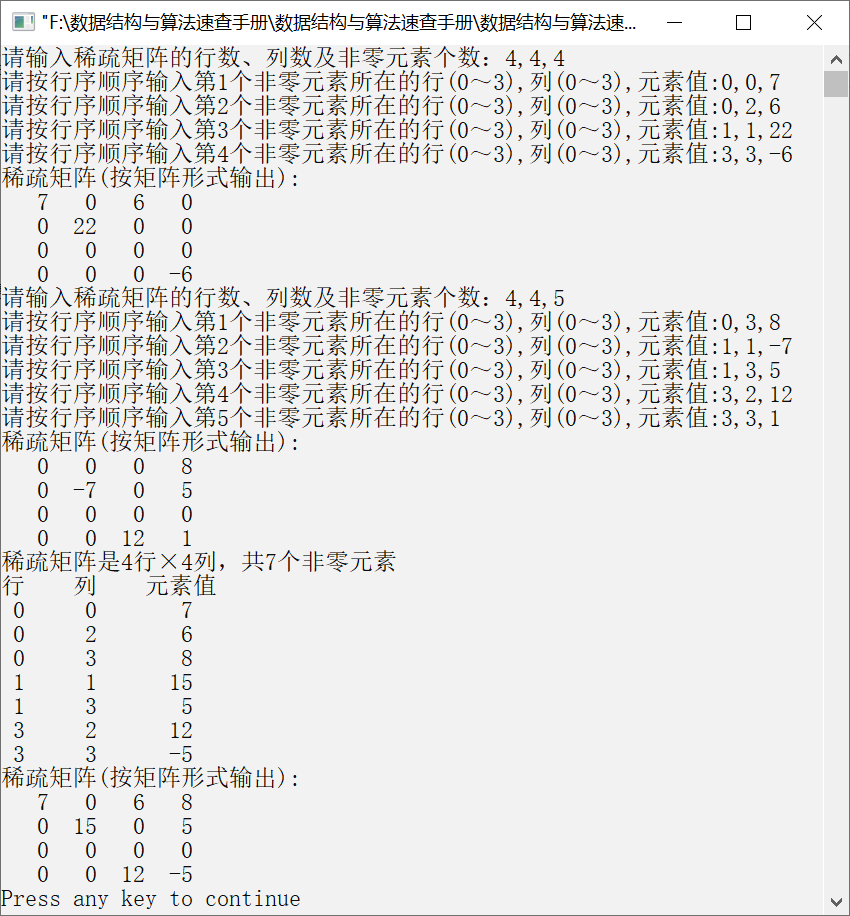 "F:\数据结构与算法速查手册\数据结构与算法速查手册\数据结构与算法速...
请输入稀疏矩阵的行数、列数及非零元素个数：4,4,4
请按行序顺序输入第1个非零元素所在的行(0～3),列(0～3),元素值:0,0,7
请按行序顺序输入第2个非零元素所在的行(0～3),列(0～3),元素值:0,2,6
请按行序顺序输入第3个非零元素所在的行(0～3),列(0～3),元素值:1,1,22
请按行序顺序输入第4个非零元素所在的行(0～3),列(0～3),元素值:3,3,-6
稀疏矩阵(按矩阵形式输出):
7 0 6 0
0 22 0 0
0 0 0 0
0 0 0 -6
请输入稀疏矩阵的行数、列数及非零元素个数：4,4,5
请按行序顺序输入第1个非零元素所在的行(0～3),列(0～3),元素值:0,3,8
请按行序顺序输入第2个非零元素所在的行(0～3),列(0～3),元素值:1,1,-7
请按行序顺序输入第3个非零元素所在的行(0～3),列(0～3),元素值:1,3,5
请按行序顺序输入第4个非零元素所在的行(0～3),列(0～3),元素值:3,2,12
请按行序顺序输入第5个非零元素所在的行(0～3),列(0～3),元素值:3,3,1
稀疏矩阵(按矩阵形式输出):
0 0 0 8
0 -7 0 5
0 0 0 0
0 0 12 1
稀疏矩阵是4行×4列，共7个非零元素
行 列 元素值
0 0 7
0 2 6
0 3 8
1 1 15
1 3 5
3 2 12
3 3 -5
稀疏矩阵(按矩阵形式输出):
7 0 6 8
0 15 0 5
0 0 0 0
0 0 12 -5
Press any key to continue